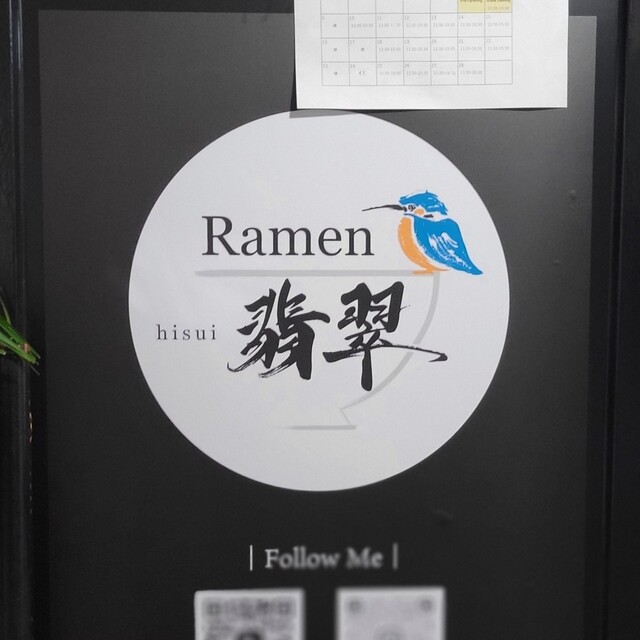 Ramen
hisui
翡翠
| Follow Me |